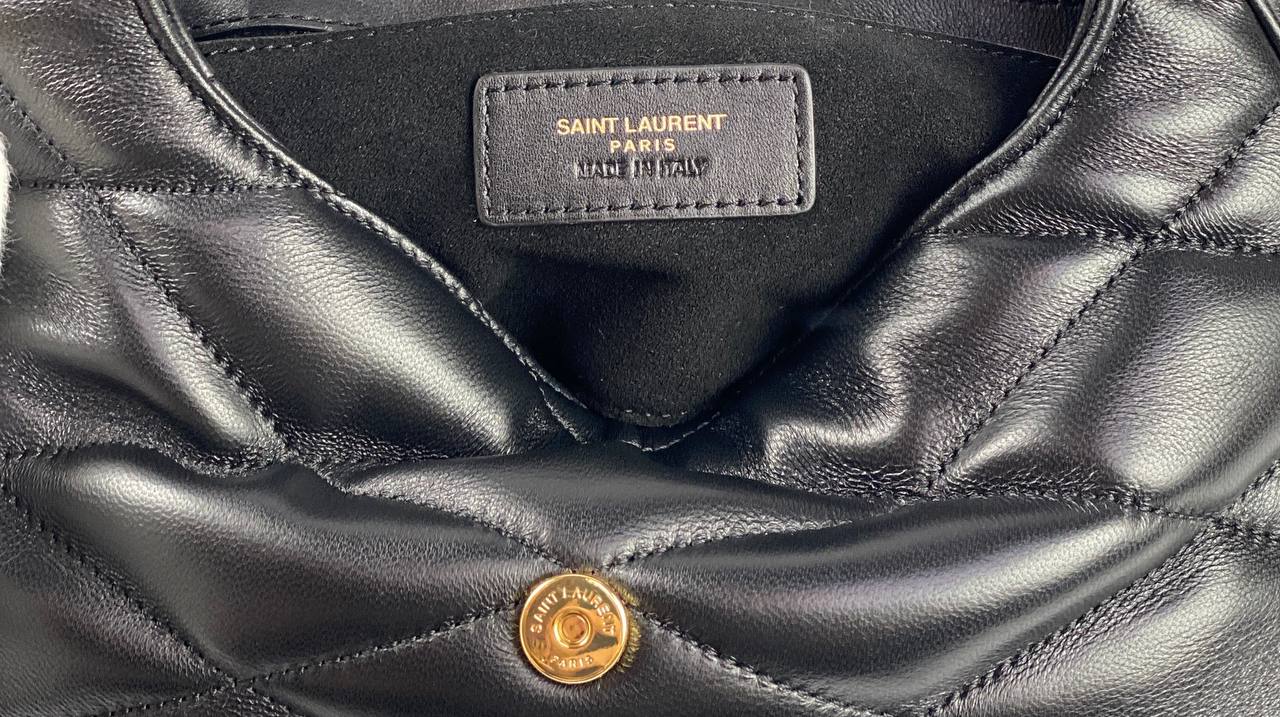 SAINT LAURENT
PARIS
MADE IN ITALY
SAINT LAURENT
PARIS